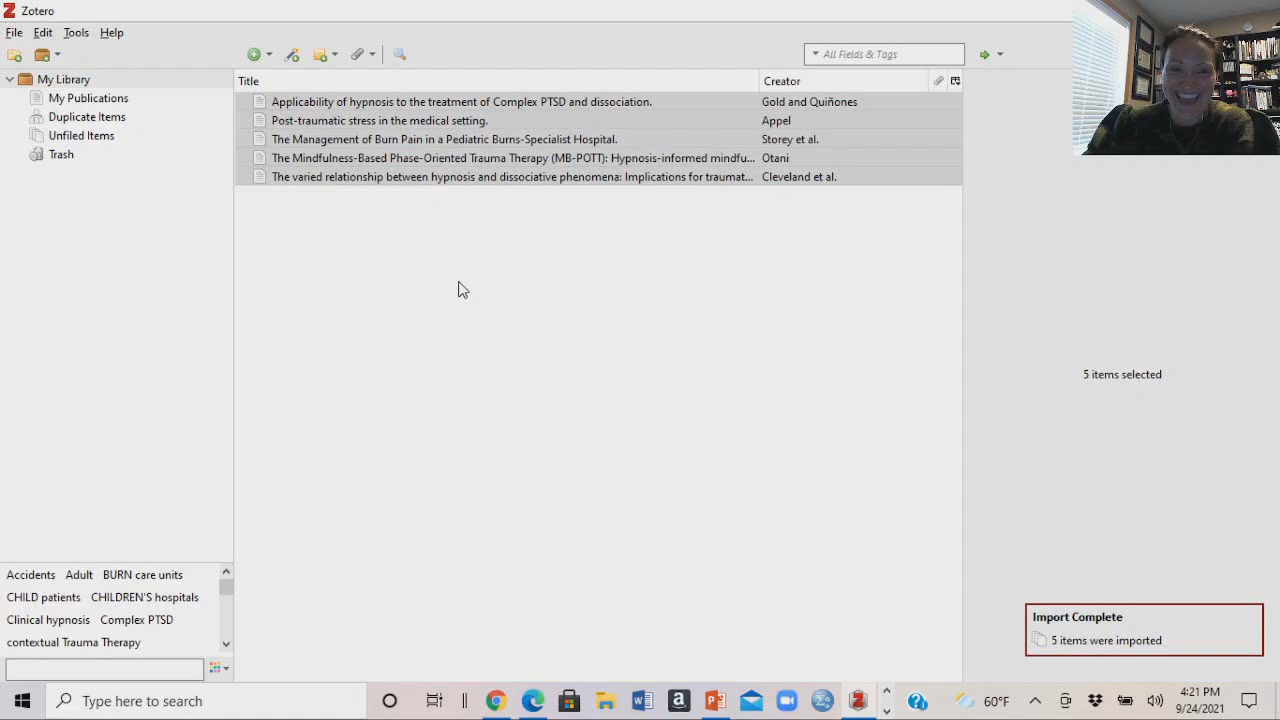 Zotero
File Edit Tools Help
All Fields & Tags
My Library
My Publications
Duplicate Items
Unfiled Items
Trash
Title Creator
Applicability of hypnosis to the treatment of complex PTSD and dissociation. Gold and Quiñones
Post-traumatic stress in a medical setting. Appel
The Management of Burn Pain in a Pediatric Burns-Specialist Hospital. Storey et al.
The Mindfulness-Based Phase-Oriented Trauma Therapy (MB-POTT): Hypnosis-informed mindfu... Otani
The varied relationship between hypnosis and dissociative phenomena: Implications for traumat... Cleveland et al.
5 items selected
Accidents Adult BURN care units
CHILD patients CHILDREN'S hospitals
Clinical hypnosis Complex PTSD
contextual Trauma Therapy
Import Complete
5 items were imported
Type here to search
60°F
4:21 PM
9/24/2021